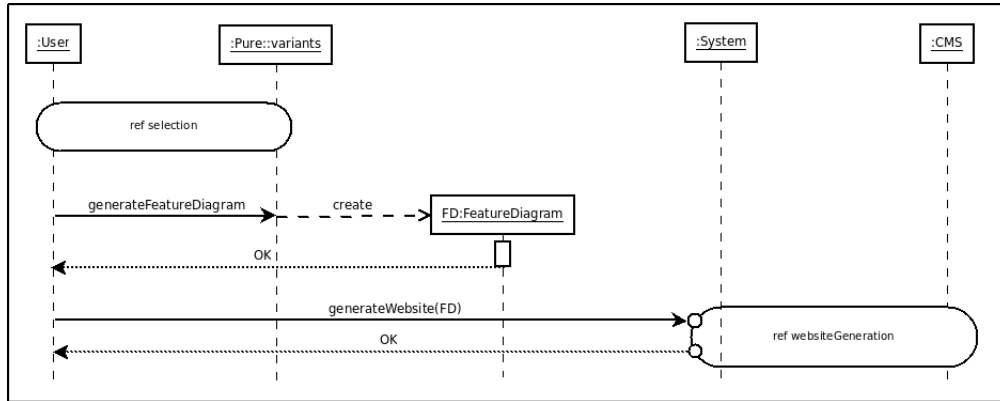 :User
:Pure::variants
:System
:CMS
ref selection
generateFeatureDiagram
create
FD:FeatureDiagram
OK
generateWebsite(FD)
ref websiteGeneration
OK